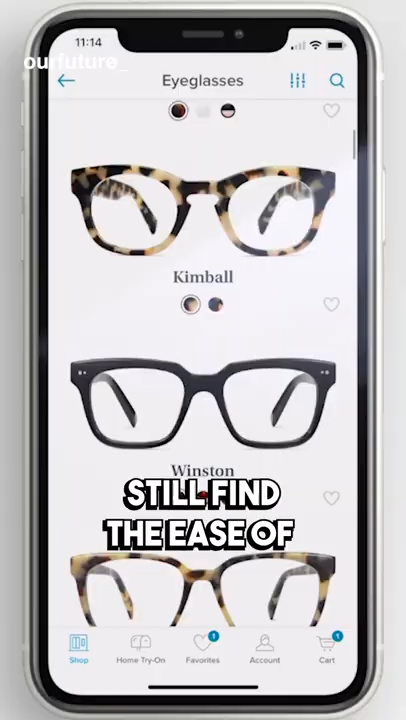 11:14
ourfuture_
Eyeglasses
Kimball
Winston
STILL FIND
THE EASE OF
1
1
Shop
Home Try-On
Favorites
Account
Cart